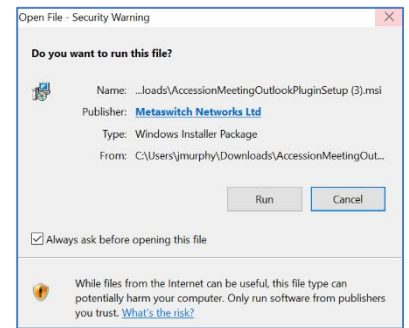 Open File - Security Warning
Do you want to run this file?
Name: ...loads\AccessionMeetingOutlookPluginSetup (3).msi
Publisher: Metaswitch Networks Ltd
Type: Windows Installer Package
From: C:\Users\jmurphy\Downloads\AccessionMeetingOut...
Run Cancel
Always ask before opening this file
While files from the Internet can be useful, this file type can
potentially harm your computer. Only run software from publishers
you trust. What's the risk?